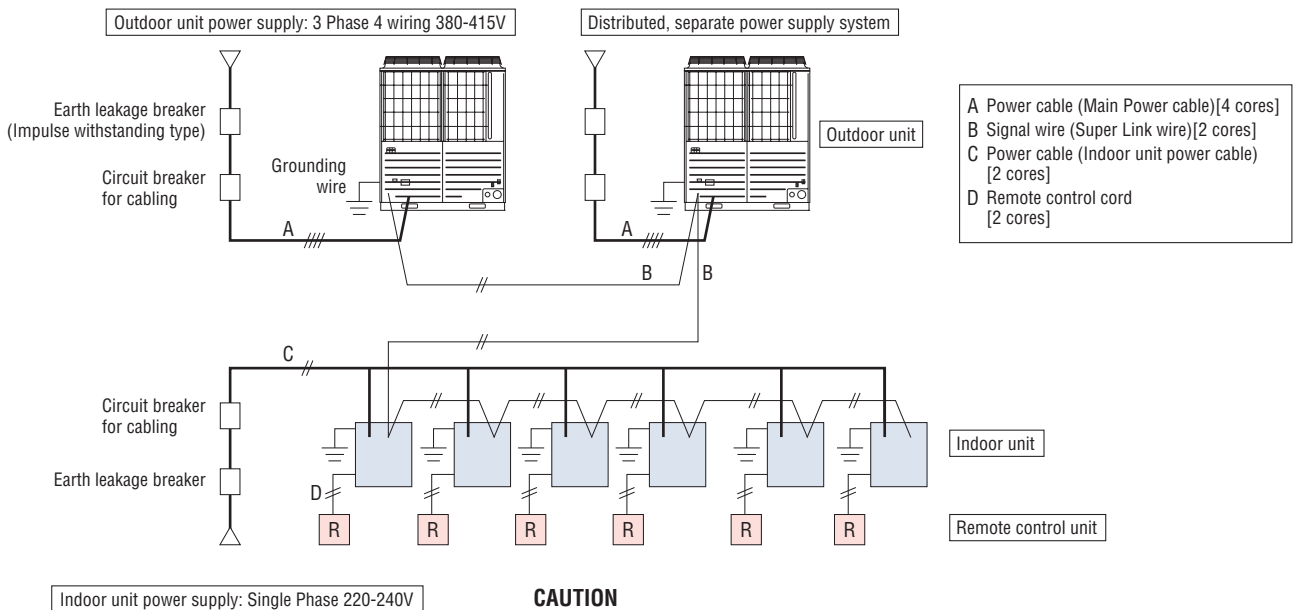 Outdoor unit power supply: 3 Phase 4 wiring 380-415V
Distributed, separate power supply system
Earth leakage breaker
(Impulse withstanding type)
Circuit breaker
for cabling
Grounding
wire
Outdoor unit
A
A
B
B
A Power cable (Main Power cable)[4 cores]
B Signal wire (Super Link wire)[2 cores]
C Power cable (Indoor unit power cable)
[2 cores]
D Remote control cord
[2 cores]
C
Circuit breaker
for cabling
Earth leakage breaker
Indoor unit
D
R
R
R
R
R
R
Remote control unit
Indoor unit power supply: Single Phase 220-240V
CAUTION